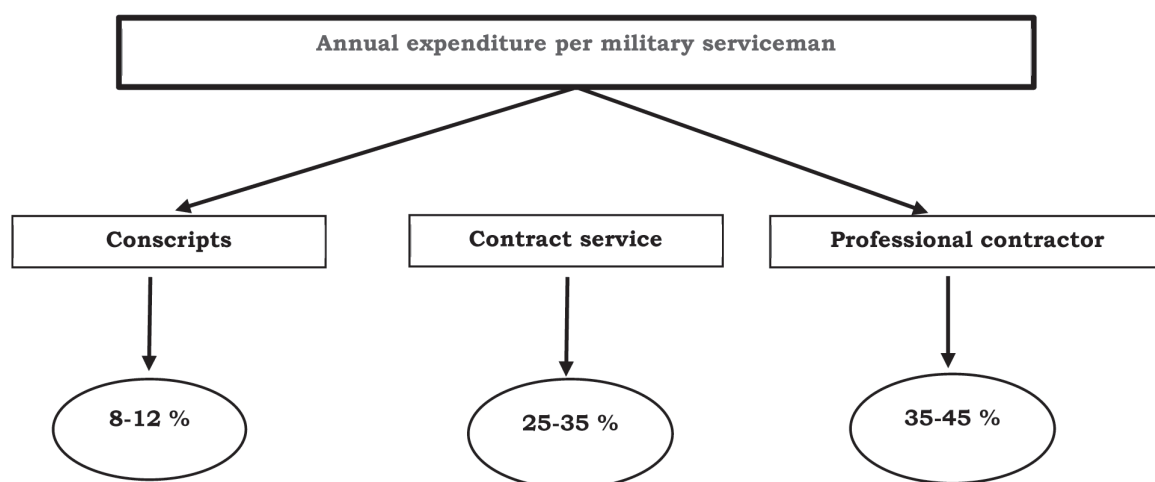 Annual expenditure per military serviceman
Conscripts
Contract service
Professional contractor
8-12 %
25-35 %
35-45 %